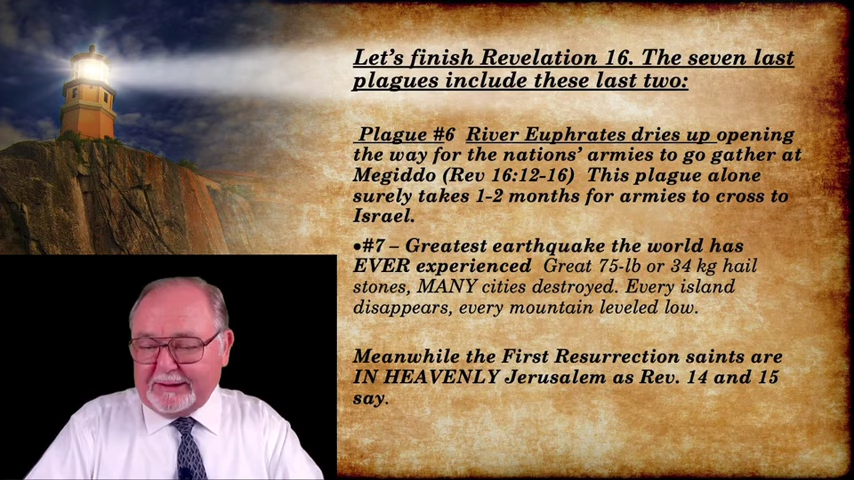 Let's finish Revelation 16. The seven last
plagues include these last two:
Plague #6 River Euphrates dries up opening
the way for the nations' armies to go gather at
Megiddo (Rev 16:12-16) This plague alone
surely takes 1-2 months for armies to cross to
Israel.
•#7 – Greatest earthquake the world has
EVER experienced Great 75-lb or 34 kg hail
stones, MANY cities destroyed. Every island
disappears, every mountain leveled low.
Meanwhile the First Resurrection saints are
IN HEAVENLY Jerusalem as Rev. 14 and 15
say.